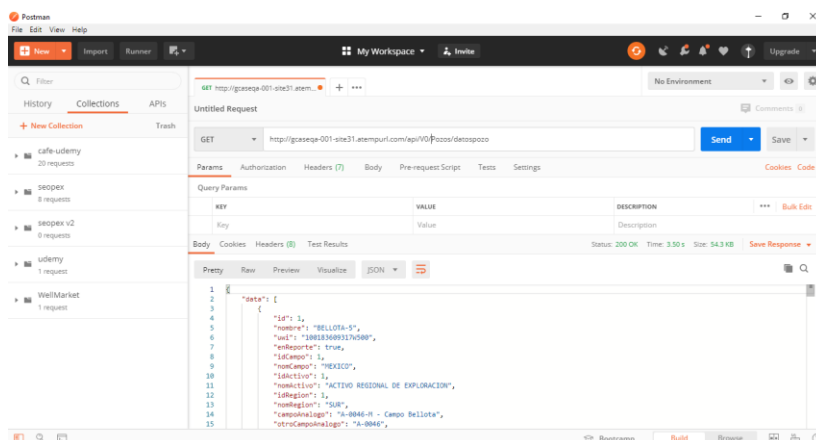 Postman
File Edit View Help
New Import Runner My Workspace Invite Upgrade
Filter
History Collections APIs
+ New Collection Trash
cafe-udemy
20 requests
seopex
8 requests
seopex v2
0 requests
udemy
1 request
WellMarket
1 request
GET http://gcaseqa-001-site31.atem... + ••• No Environment
Untitled Request Comments 0
GET http://gcaseqa-001-site31.atempurl.com/api/V0/Pozos/datospozo Send Save
Params Authorization Headers (7) Body Pre-request Script Tests Settings Cookies Code
Query Params
KEY VALUE DESCRIPTION ••• Bulk Edit
Key Value Description
Body Cookies Headers (8) Test Results Status: 200 OK Time: 3.50 s Size: 54.3 KB Save Response
Pretty Raw Preview Visualize JSON
1 {
2 "data": [
3 {
4 "id": 1,
5 "nombre": "BELLOTA-5",
6 "uwi": "100183609317W500",
7 "enReporte": true,
8 "idCampo": 1,
9 "nomCampo": "MEXICO",
10 "idActivo": 1,
11 "nomActivo": "ACTIVO REGIONAL DE EXPLORACION",
12 "idRegion": 1,
13 "nomRegion": "SUR",
14 "campoAnalogo": "A-0046-M - Campo Bellota",
15 "otroCampoAnalogo": "A-0046",
Bootcamp Build Browse